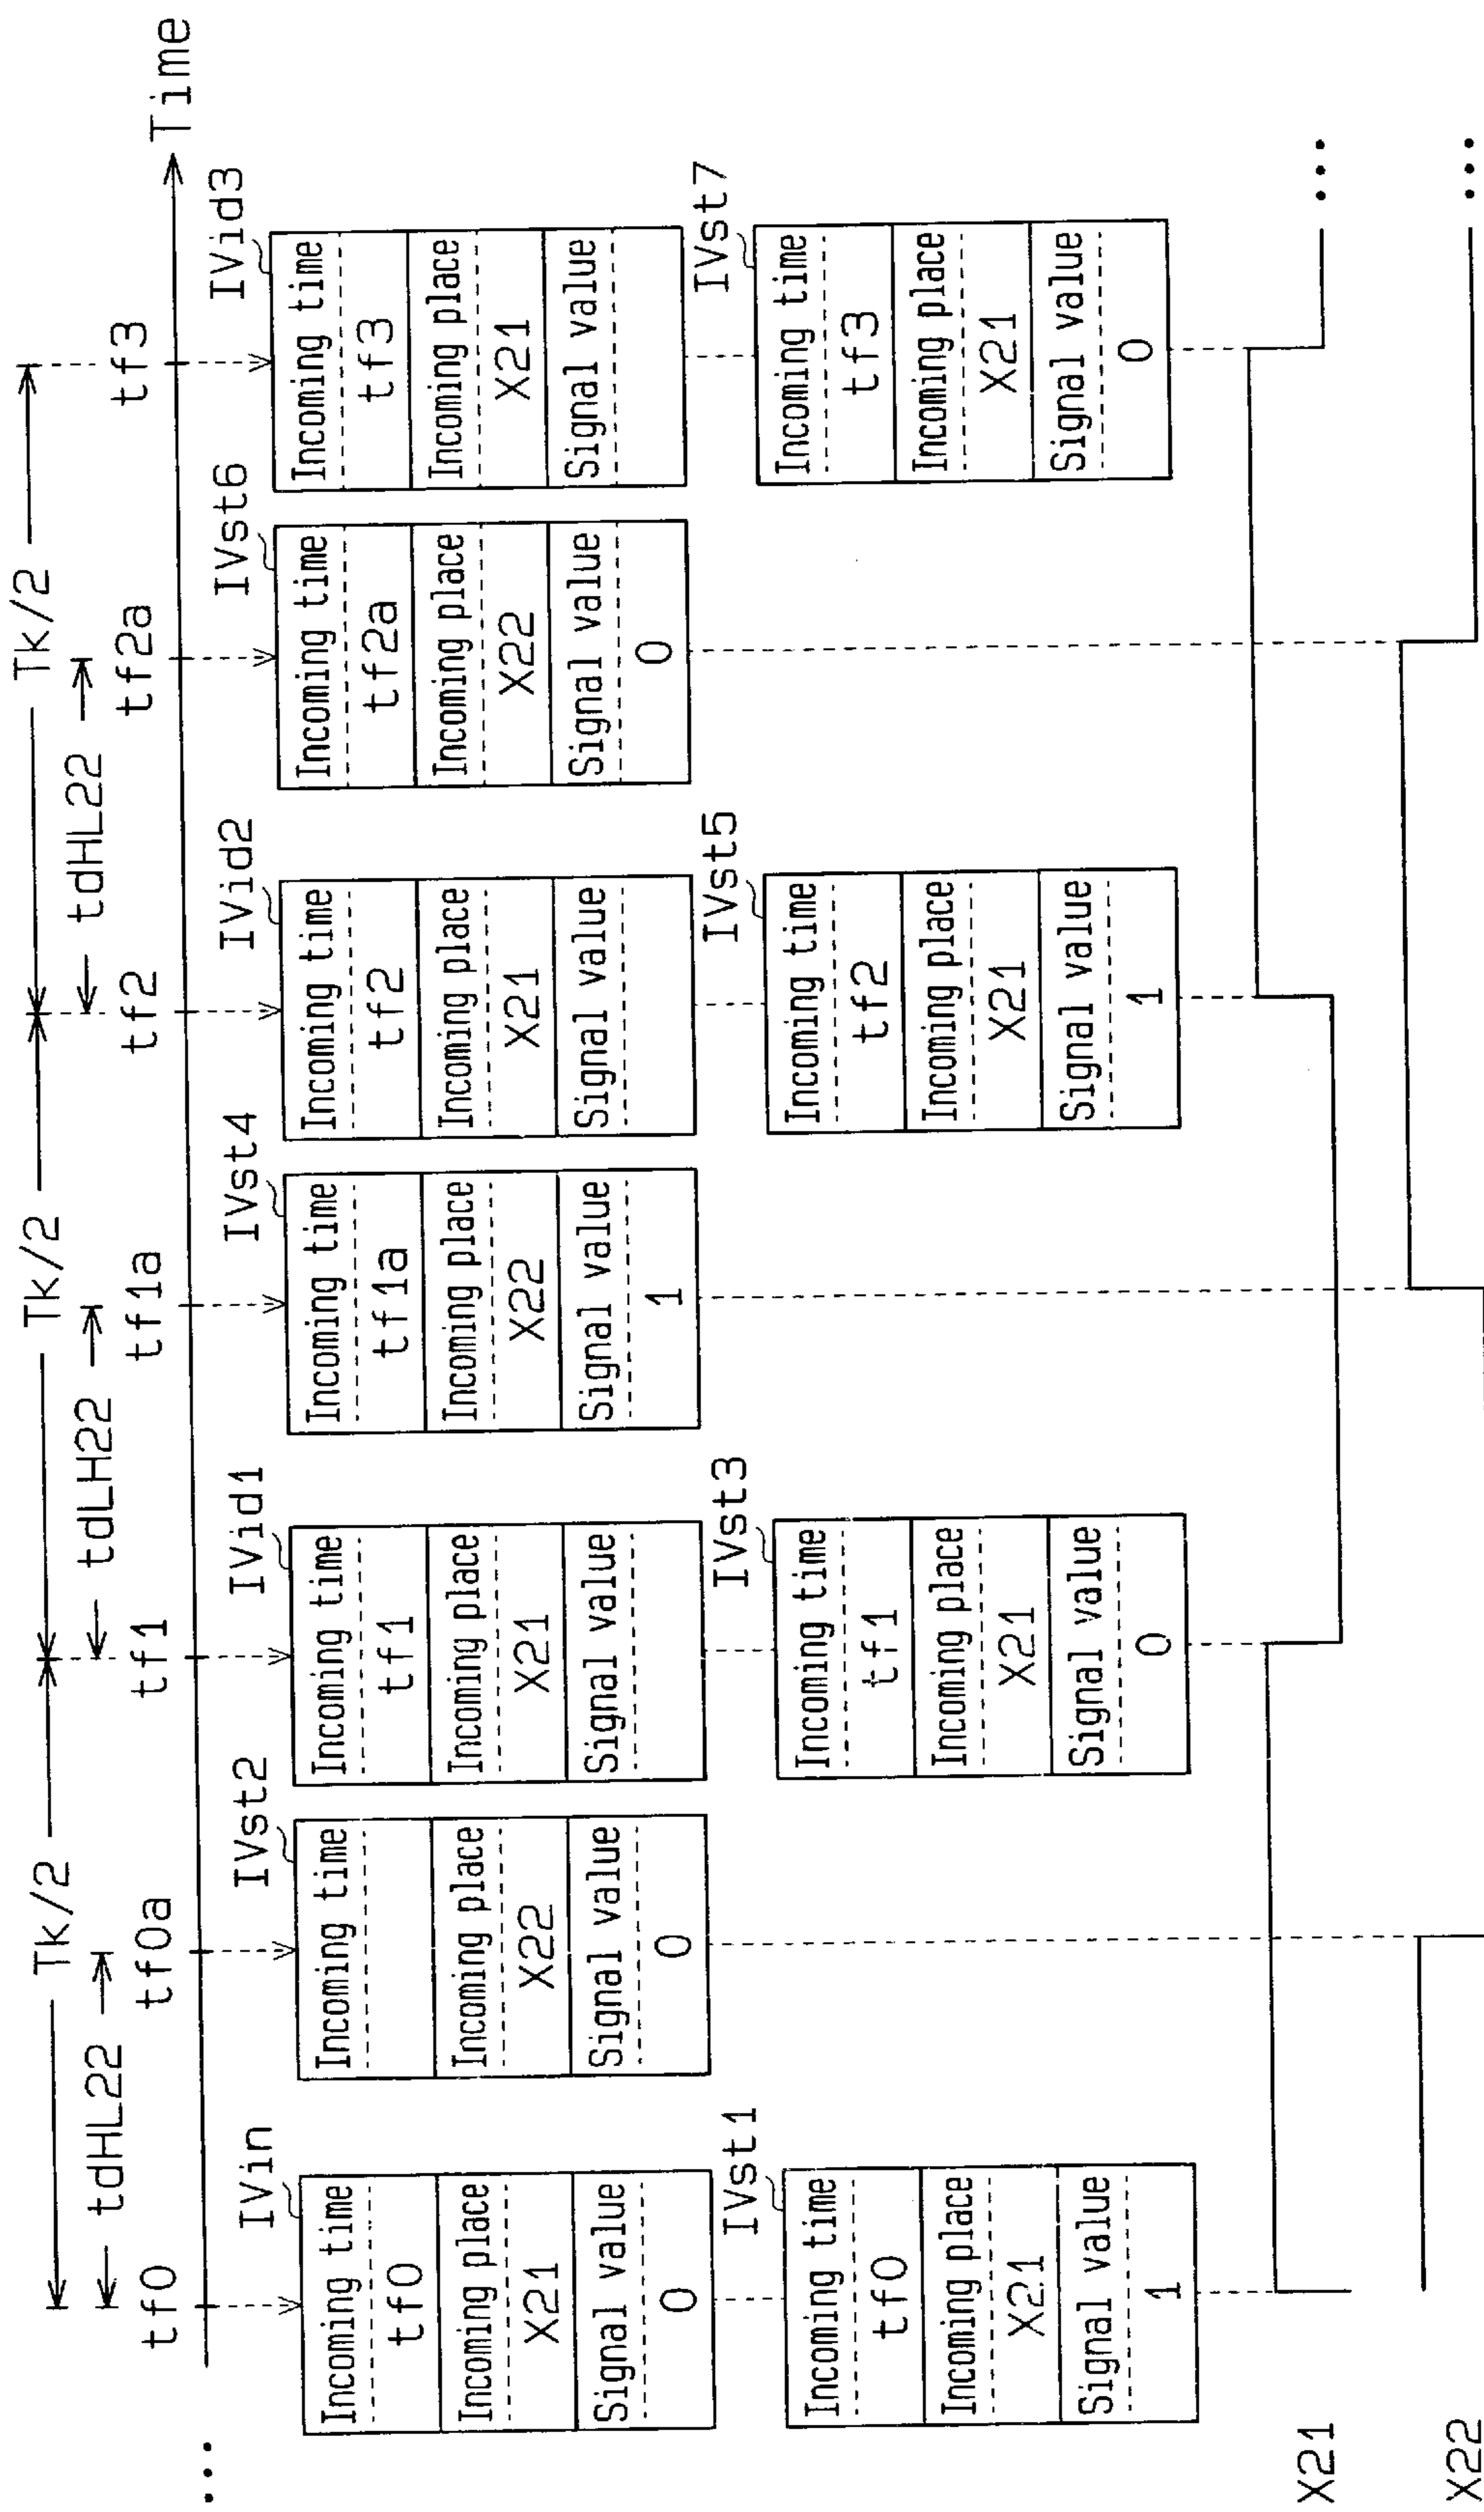 Tk/2 Tk/2 Tk/2
tdHL22 tdLH22 tdHL22
tf0 tf0a tf1 tf1a tf2 tf2a tf3
... Time
IVin
Incoming time
tf0
Incoming place
X21
Signal value
0
IVst2
Incoming time
Incoming place
X22
Signal value
0
IVid1
Incoming time
tf1
Incoming place
X21
Signal value
IVst4
Incoming time
tf1a
Incoming place
X22
Signal value
1
IVid2
Incoming time
tf2
Incoming place
X21
Signal value
IVst6
Incoming time
tf2a
Incoming place
X22
Signal value
0
IVid3
Incoming time
tf3
Incoming place
X21
Signal value
IVst1
Incoming time
tf0
Incoming place
X21
Signal value
1
IVst3
Incoming time
tf1
Incoming place
X21
Signal value
0
IVst5
Incoming time
tf2
Incoming place
X21
Signal value
1
IVst7
Incoming time
tf3
Incoming place
X21
Signal value
0
X21 ...
X22 ...